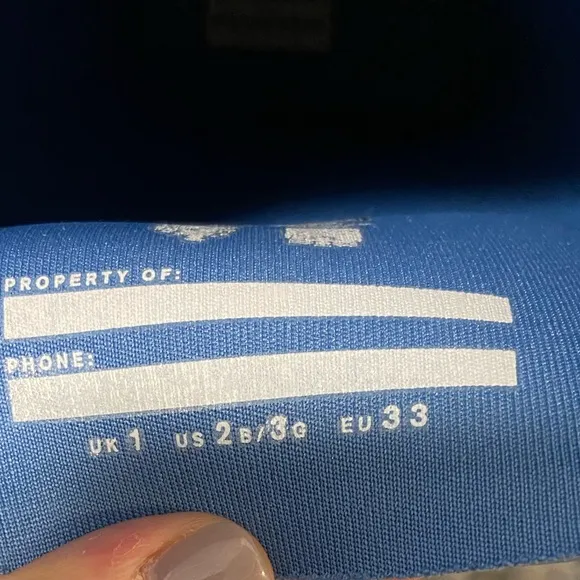 PROPERTY OF:
PHONE:
UK 1 US 2B/3G EU 33